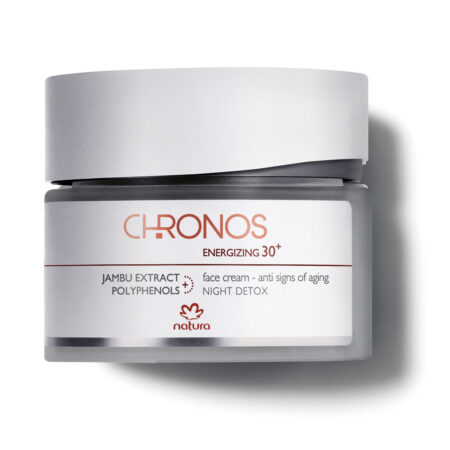 CHRONOS
ENERGIZING 30+
JAMBU EXTRACT
POLYPHENOLS +
face cream - anti signs of aging
NIGHT DETOX
natura